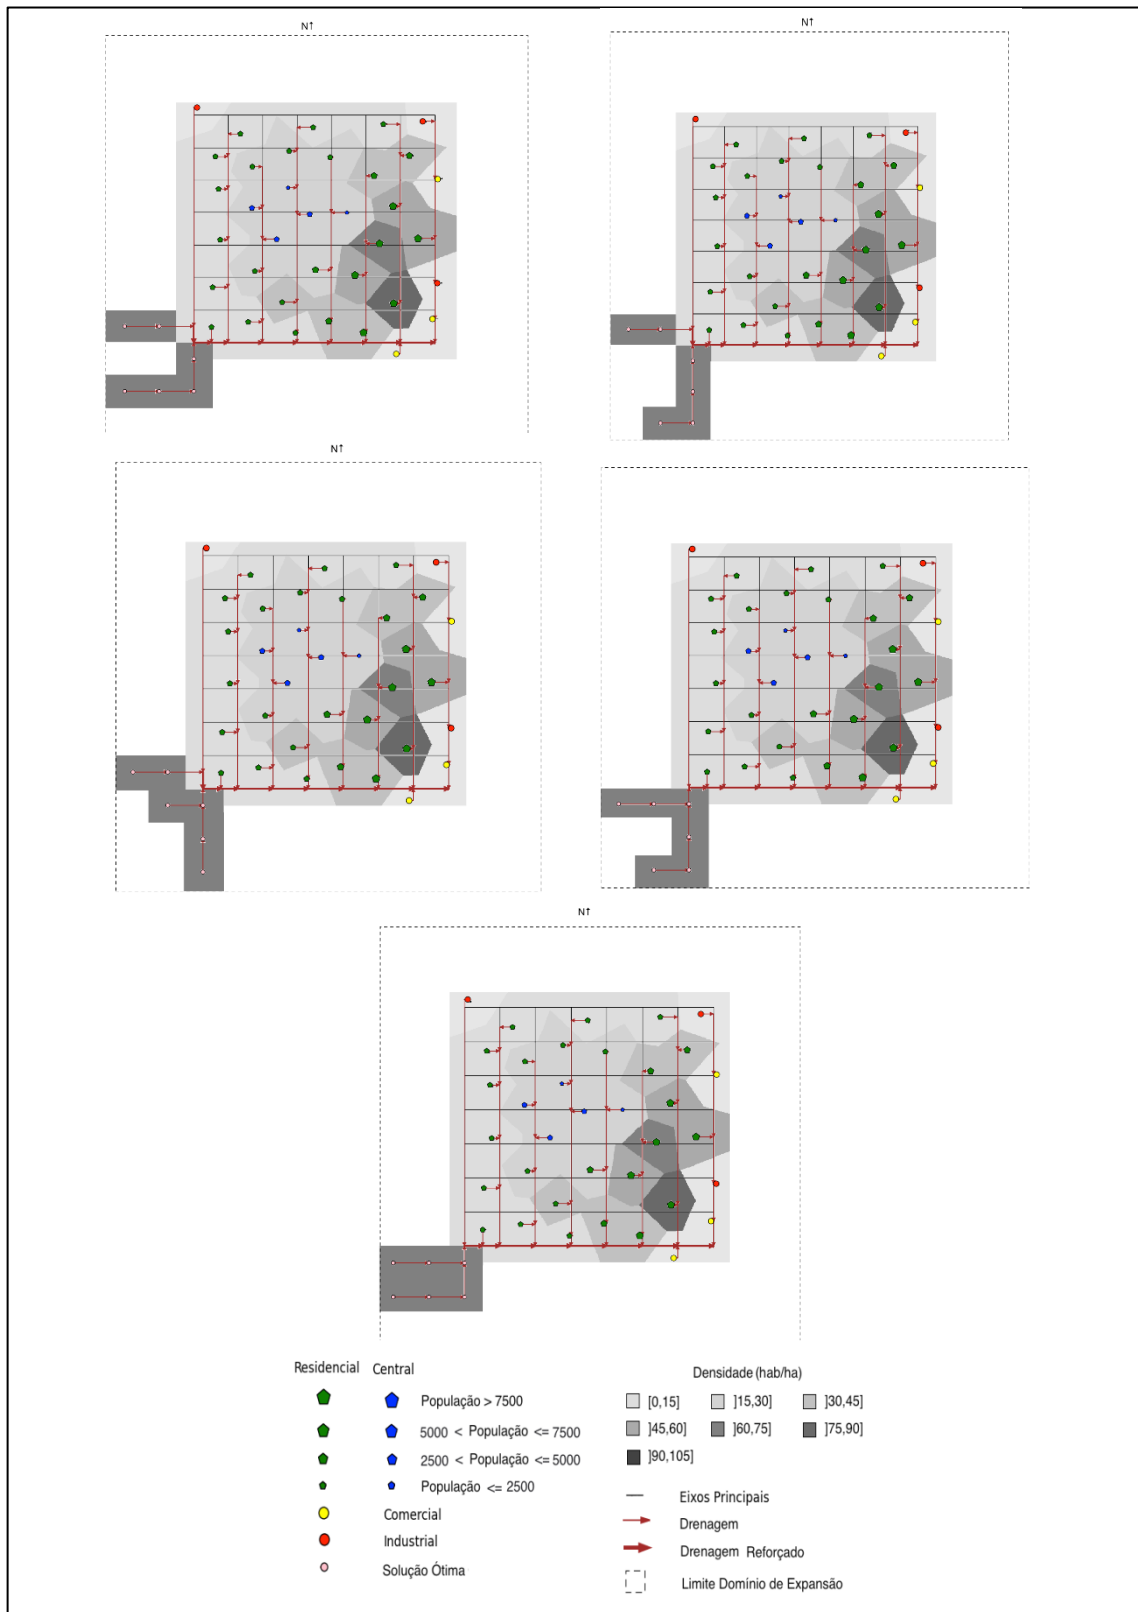 N↑
N↑
N↑
N↑
Residencial Central
População > 7500
5000 < População <= 7500
2500 < População <= 5000
População <= 2500
Comercial
Industrial
Solução Ótima
Densidade (hab/ha)
[0,15] ]15,30] ]30,45]
]45,60] ]60,75] ]75,90]
]90,105]
Eixos Principais
Drenagem
Drenagem Reforçado
Limite Domínio de Expansão